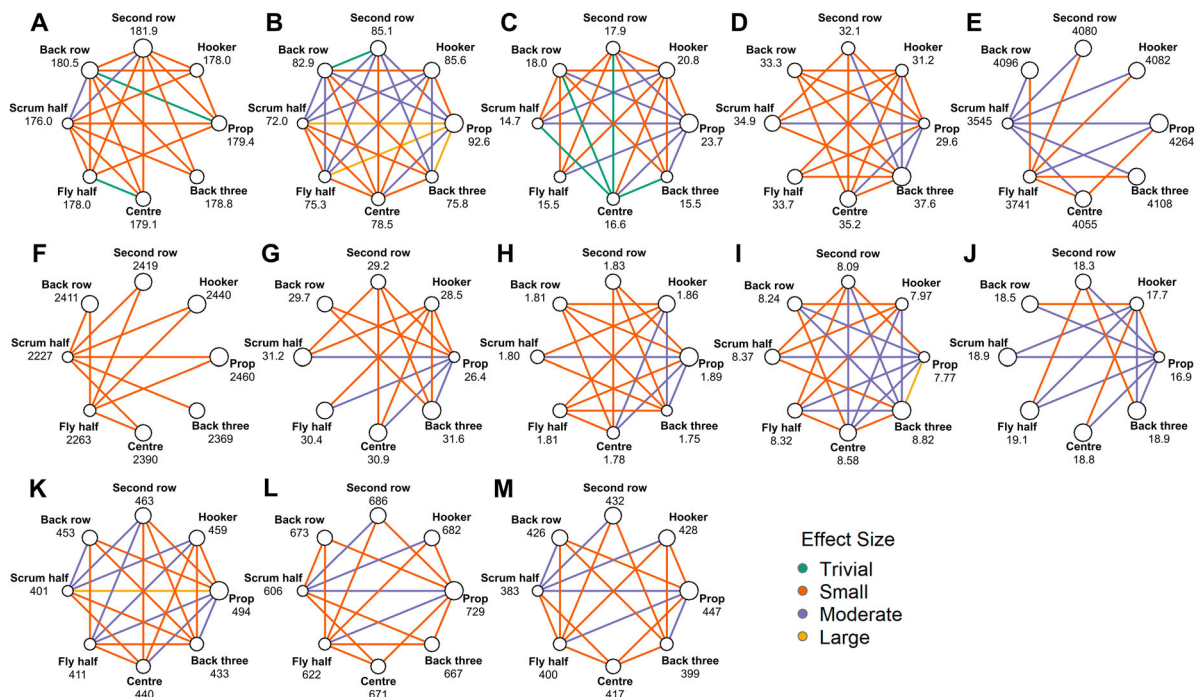 A
Second row
181.9
Back row
180.5
Hooker
178.0
Scrum half
176.0
Prop
179.4
Fly half
178.0
Back three
178.8
Centre
179.1
B
Second row
85.1
Back row
82.9
Hooker
85.6
Scrum half
72.0
Prop
92.6
Fly half
75.3
Back three
75.8
Centre
78.5
C
Second row
17.9
Back row
18.0
Hooker
20.8
Scrum half
14.7
Prop
23.7
Fly half
15.5
Back three
15.5
Centre
16.6
D
Second row
32.1
Back row
33.3
Hooker
31.2
Scrum half
34.9
Prop
29.6
Fly half
33.7
Back three
37.6
Centre
35.2
E
Second row
4080
Back row
4096
Hooker
4082
Scrum half
3545
Prop
4264
Fly half
3741
Back three
4108
Centre
4055
F
Second row
2419
Back row
2411
Hooker
2440
Scrum half
2227
Prop
2460
Fly half
2263
Back three
2369
Centre
2390
G
Second row
29.2
Back row
29.7
Hooker
28.5
Scrum half
31.2
Prop
26.4
Fly half
30.4
Back three
31.6
Centre
30.9
H
Second row
1.83
Back row
1.81
Hooker
1.86
Scrum half
1.80
Prop
1.89
Fly half
1.81
Back three
1.75
Centre
1.78
I
Second row
8.09
Back row
8.24
Hooker
7.97
Scrum half
8.37
Prop
7.77
Fly half
8.32
Back three
8.82
Centre
8.58
J
Second row
18.3
Back row
18.5
Hooker
17.7
Scrum half
18.9
Prop
16.9
Fly half
19.1
Back three
18.9
Centre
18.8
K
Second row
463
Back row
453
Hooker
459
Scrum half
401
Prop
494
Fly half
411
Back three
433
Centre
440
L
Second row
686
Back row
673
Hooker
682
Scrum half
606
Prop
729
Fly half
622
Back three
667
Centre
671
M
Second row
432
Back row
426
Hooker
428
Scrum half
383
Prop
447
Fly half
400
Back three
399
Centre
417
Effect Size
Trivial
Small
Moderate
Large